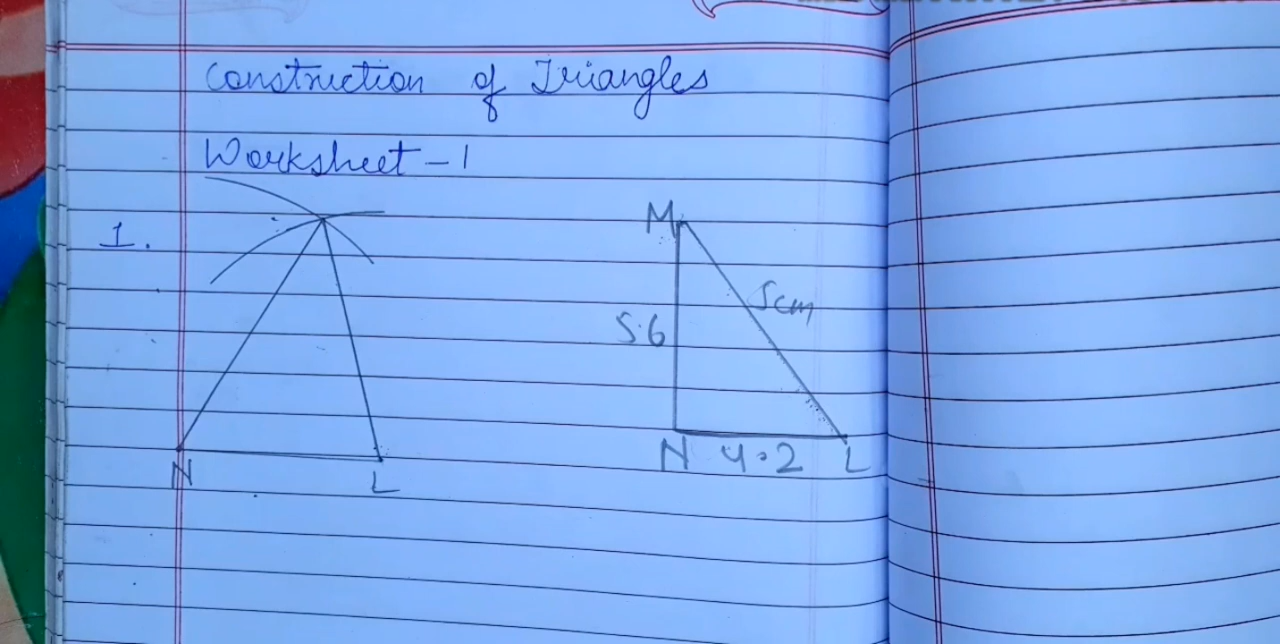 Construction of Triangles
Worksheet - 1
1.
M
5cm
5.6
N 4.2 L
N L